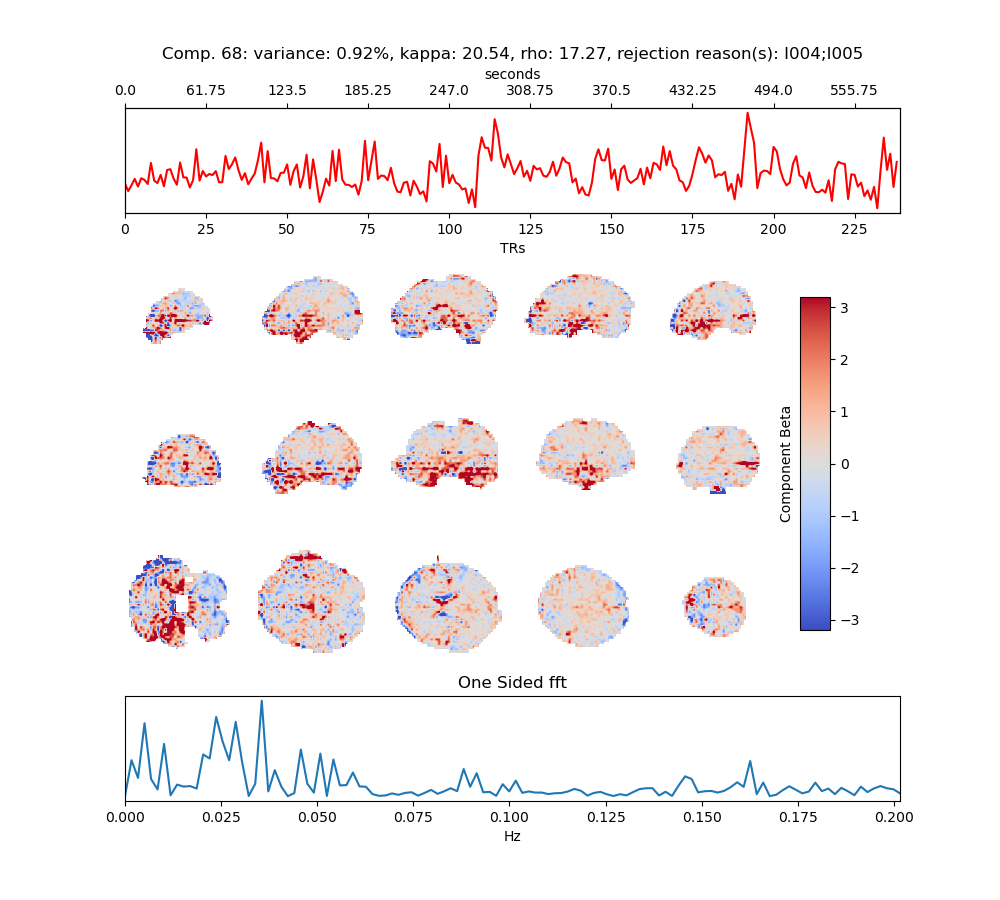 Comp. 68: variance: 0.92%, kappa: 20.54, rho: 17.27, rejection reason(s): I004;I005
seconds
0.0 61.75 123.5 185.25 247.0 308.75 370.5 432.25 494.0 555.75
0 25 50 75 100 125 150 175 200 225
TRs
3
2
1
0
−1
−2
−3
Component Beta
One Sided fft
0.000 0.025 0.050 0.075 0.100 0.125 0.150 0.175 0.200
Hz